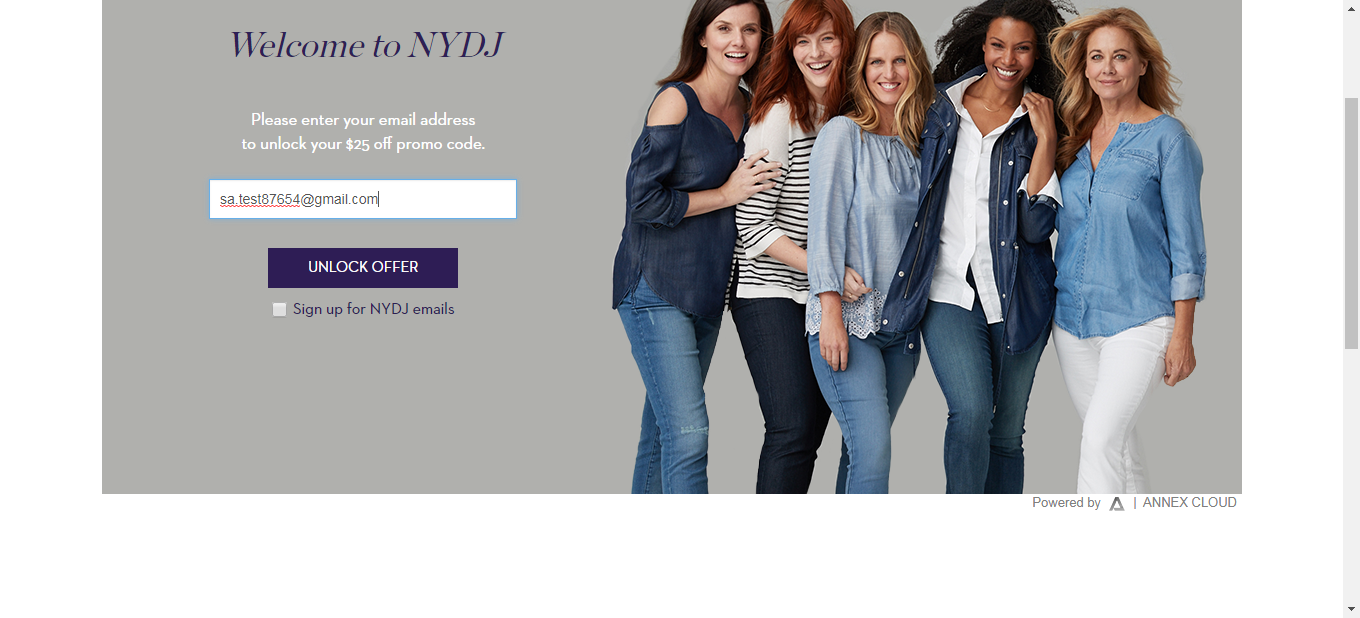 Welcome to NYDJ
Please enter your email address
to unlock your $25 off promo code.
sa.test87654@gmail.com
UNLOCK OFFER
Sign up for NYDJ emails
Powered by | ANNEX CLOUD